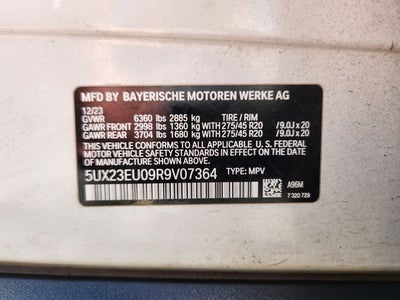 MFD BY BAYERISCHE MOTOREN WERKE AG
12/23
GVWR 6360 lbs 2885 kg TIRE / RIM
GAWR FRONT 2998 lbs 1360 kg WITH 275/45 R20 /9.0J x 20
GAWR REAR 3704 lbs 1680 kg WITH 275/45 R20 /9.0J x 20
THIS VEHICLE CONFORMS TO ALL APPLICABLE
U.S. FEDERAL MOTOR VEHICLE SAFETY STANDARDS
IN EFFECT ON THE DATE OF MANUFACTURE SHOWN ABOVE.
5UX23EU09R9V07364 TYPE: MPV
A96M
7 320 729